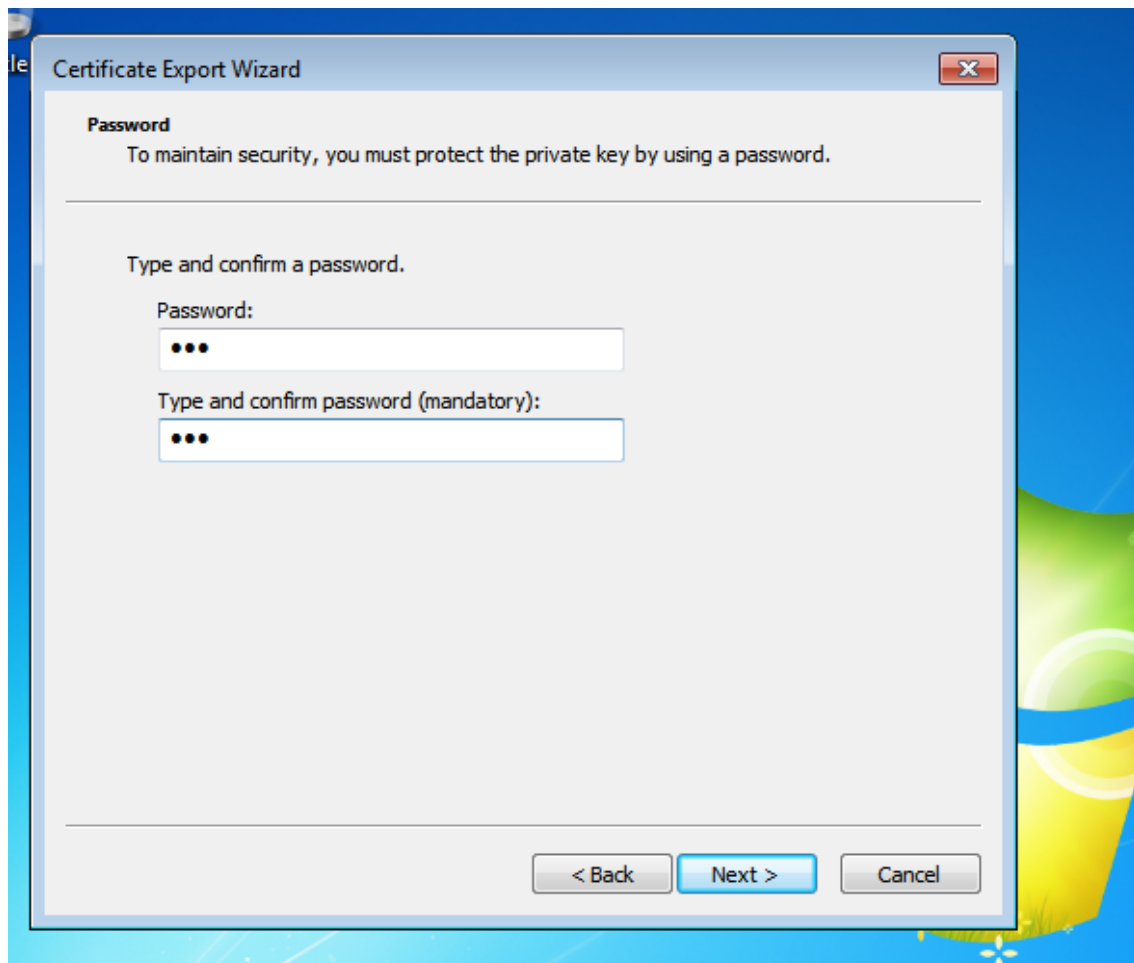 le
Certificate Export Wizard
Password
To maintain security, you must protect the private key by using a password.
Type and confirm a password.
Password:
•••
Type and confirm password (mandatory):
•••
< Back
Next >
Cancel